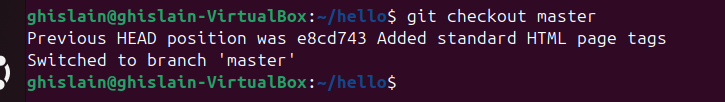 ghislain@ghislain-VirtualBox:~/hello$ git checkout master
Previous HEAD position was e8cd743 Added standard HTML page tags
Switched to branch 'master'
ghislain@ghislain-VirtualBox:~/hello$